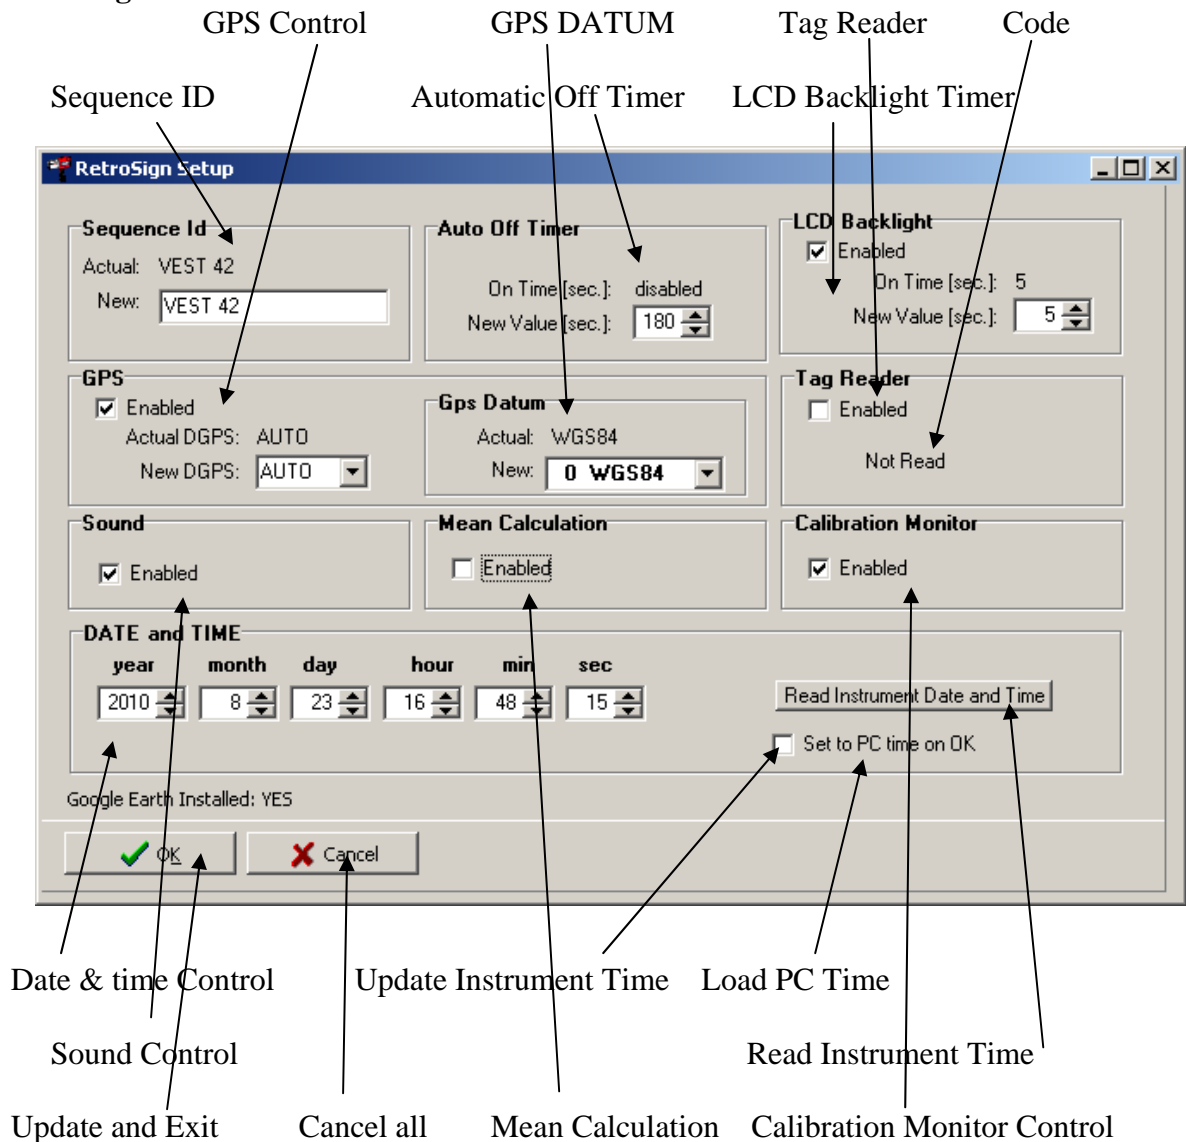 GPS Control GPS DATUM Tag Reader Code
Sequence ID Automatic Off Timer LCD Backlight Timer
RetroSign Setup
Sequence Id
Actual: VEST 42
New: VEST 42
Auto Off Timer
On Time [sec.]: disabled
New Value [sec.]: 180
LCD Backlight
Enabled
On Time [sec.]: 5
New Value [sec.]: 5
GPS
Enabled
Actual DGPS: AUTO
New DGPS: AUTO
Gps Datum
Actual: WGS84
New: 0 WGS84
Tag Reader
Enabled
Not Read
Sound
Enabled
Mean Calculation
Enabled
Calibration Monitor
Enabled
DATE and TIME
year month day hour min sec
2010 8 23 16 48 15
Read Instrument Date and Time
Set to PC time on OK
Google Earth Installed: YES
OK Cancel
Date & time Control Update Instrument Time Load PC Time
Sound Control Read Instrument Time
Update and Exit Cancel all Mean Calculation Calibration Monitor Control